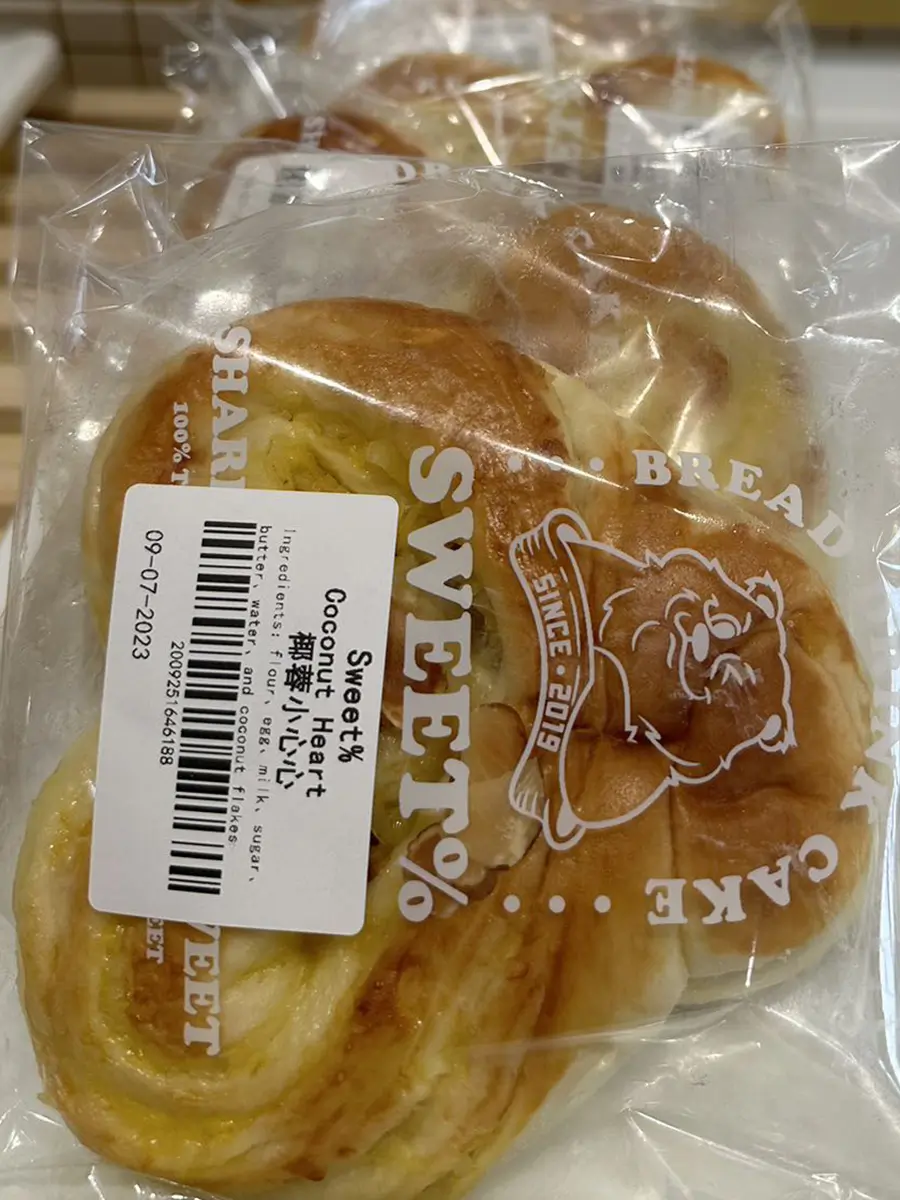 Sweet%
Coconut Heart
椰蓉小心心
Ingredients: flour、egg、milk、sugar、
butter、water、and coconut flakes
2009251646188
09-07-2023
SWEET%
BREAD
CAKE
SINCE • 2019
100%